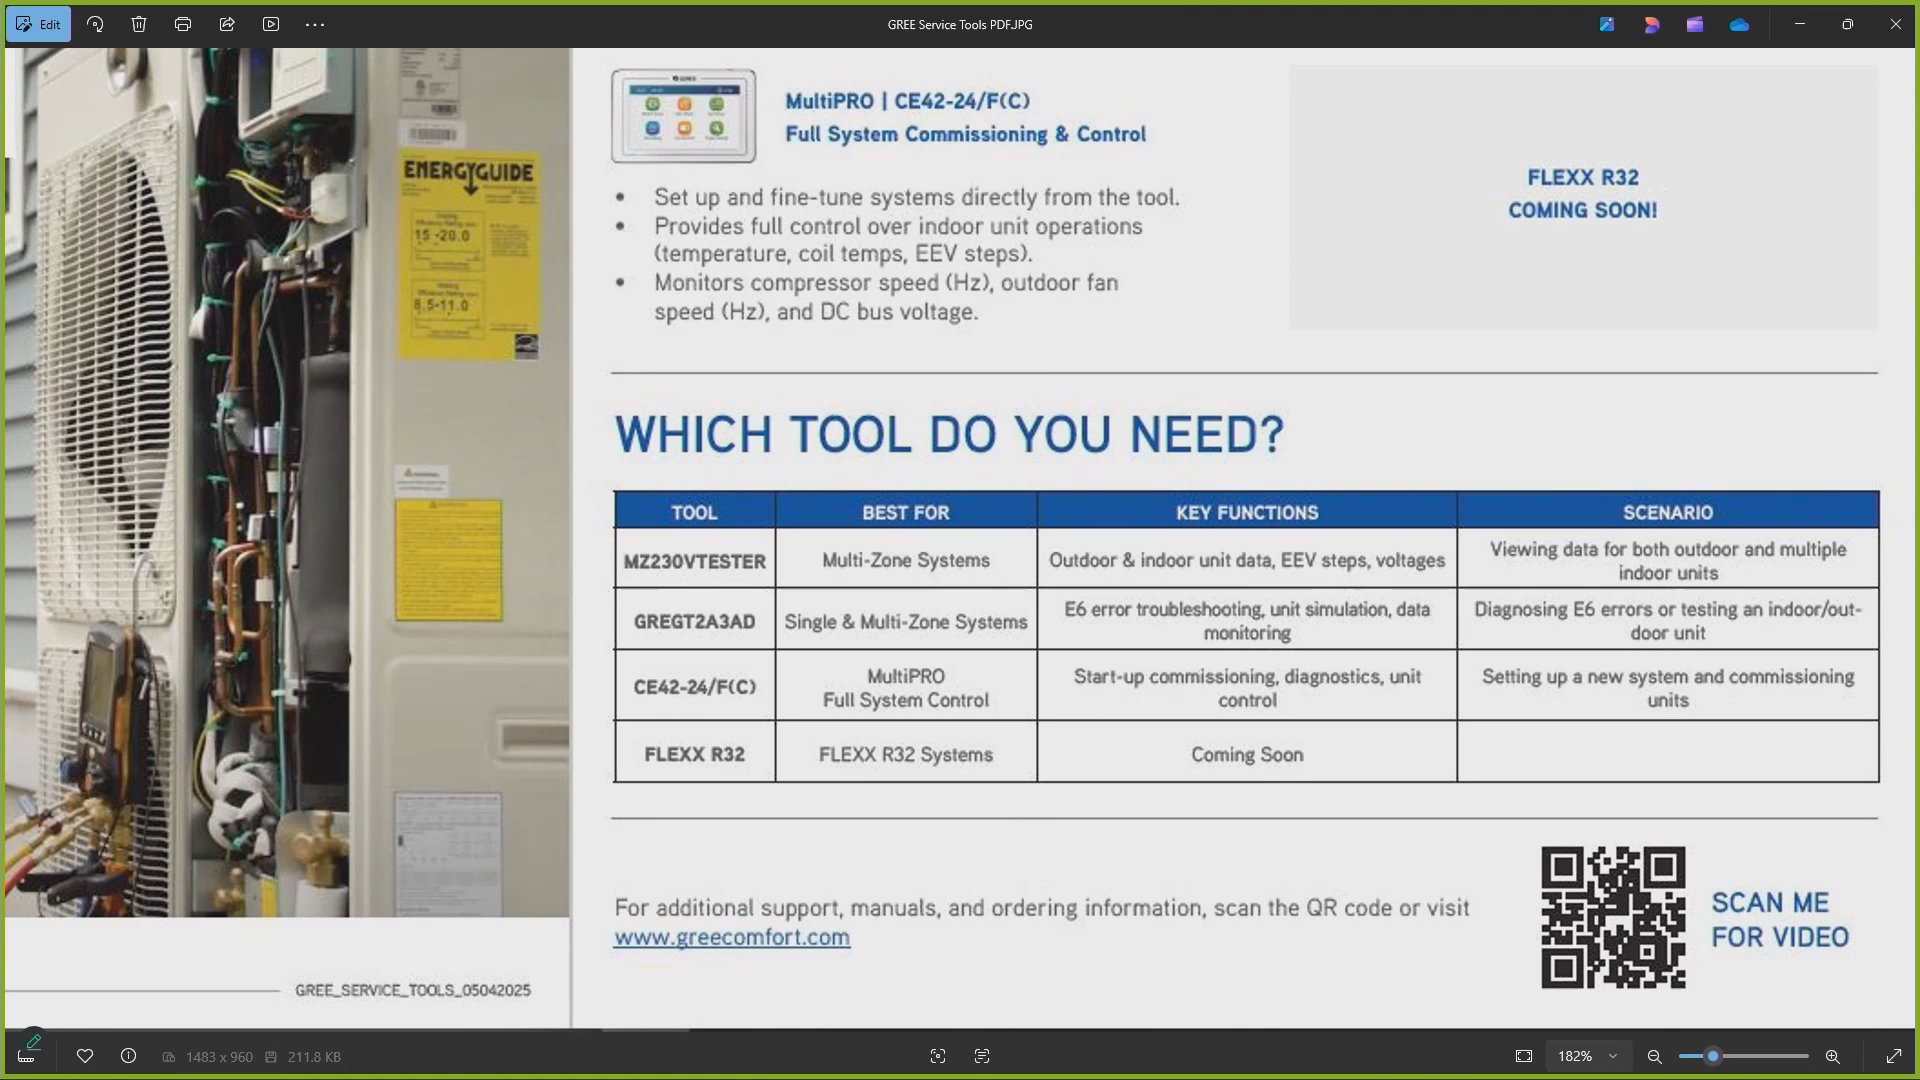 Edit
GREE Service Tools PDF.JPG
ENERGYGUIDE
15 -20.0
8.5-11.0
GREE
MultiPRO | CE42-24/F(C)
Full System Commissioning & Control
• Set up and fine-tune systems directly from the tool.
• Provides full control over indoor unit operations
(temperature, coil temps, EEV steps).
• Monitors compressor speed (Hz), outdoor fan
speed (Hz), and DC bus voltage.
FLEXX R32
COMING SOON!
WHICH TOOL DO YOU NEED?
TOOL BEST FOR KEY FUNCTIONS SCENARIO
MZ230VTESTER Multi-Zone Systems Outdoor & indoor unit data, EEV steps, voltages Viewing data for both outdoor and multiple
indoor units
GREGT2A3AD Single & Multi-Zone Systems E6 error troubleshooting, unit simulation, data
monitoring Diagnosing E6 errors or testing an indoor/out-
door unit
CE42-24/F(C) MultiPRO
Full System Control Start-up commissioning, diagnostics, unit
control Setting up a new system and commissioning
units
FLEXX R32 FLEXX R32 Systems Coming Soon
For additional support, manuals, and ordering information, scan the QR code or visit
www.greecomfort.com
SCAN ME
FOR VIDEO
GREE_SERVICE_TOOLS_05042025
1483 x 960 211.8 KB
182%